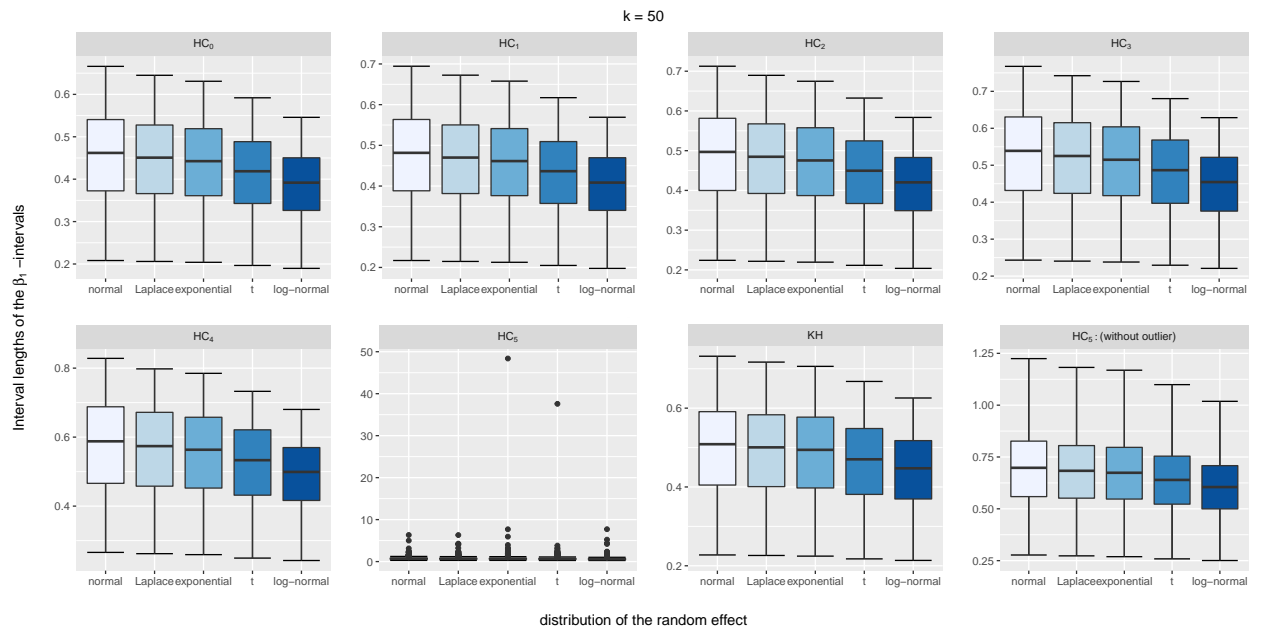 k = 50
Interval lengths of the β₁ −intervals
HC₀
0.6
0.5
0.4
0.3
0.2
normal Laplace exponential t log−normal
HC₁
0.7
0.6
0.5
0.4
0.3
0.2
normal Laplace exponential t log−normal
HC₂
0.7
0.6
0.5
0.4
0.3
0.2
normal Laplace exponential t log−normal
HC₃
0.7
0.6
0.5
0.4
0.3
0.2
normal Laplace exponential t log−normal
HC₄
0.8
0.6
0.4
normal Laplace exponential t log−normal
HC₅
50
40
30
20
10
0
normal Laplace exponential t log−normal
KH
0.6
0.4
0.2
normal Laplace exponential t log−normal
HC₅ : (without outlier)
1.25
1.00
0.75
0.50
0.25
normal Laplace exponential t log−normal
distribution of the random effect